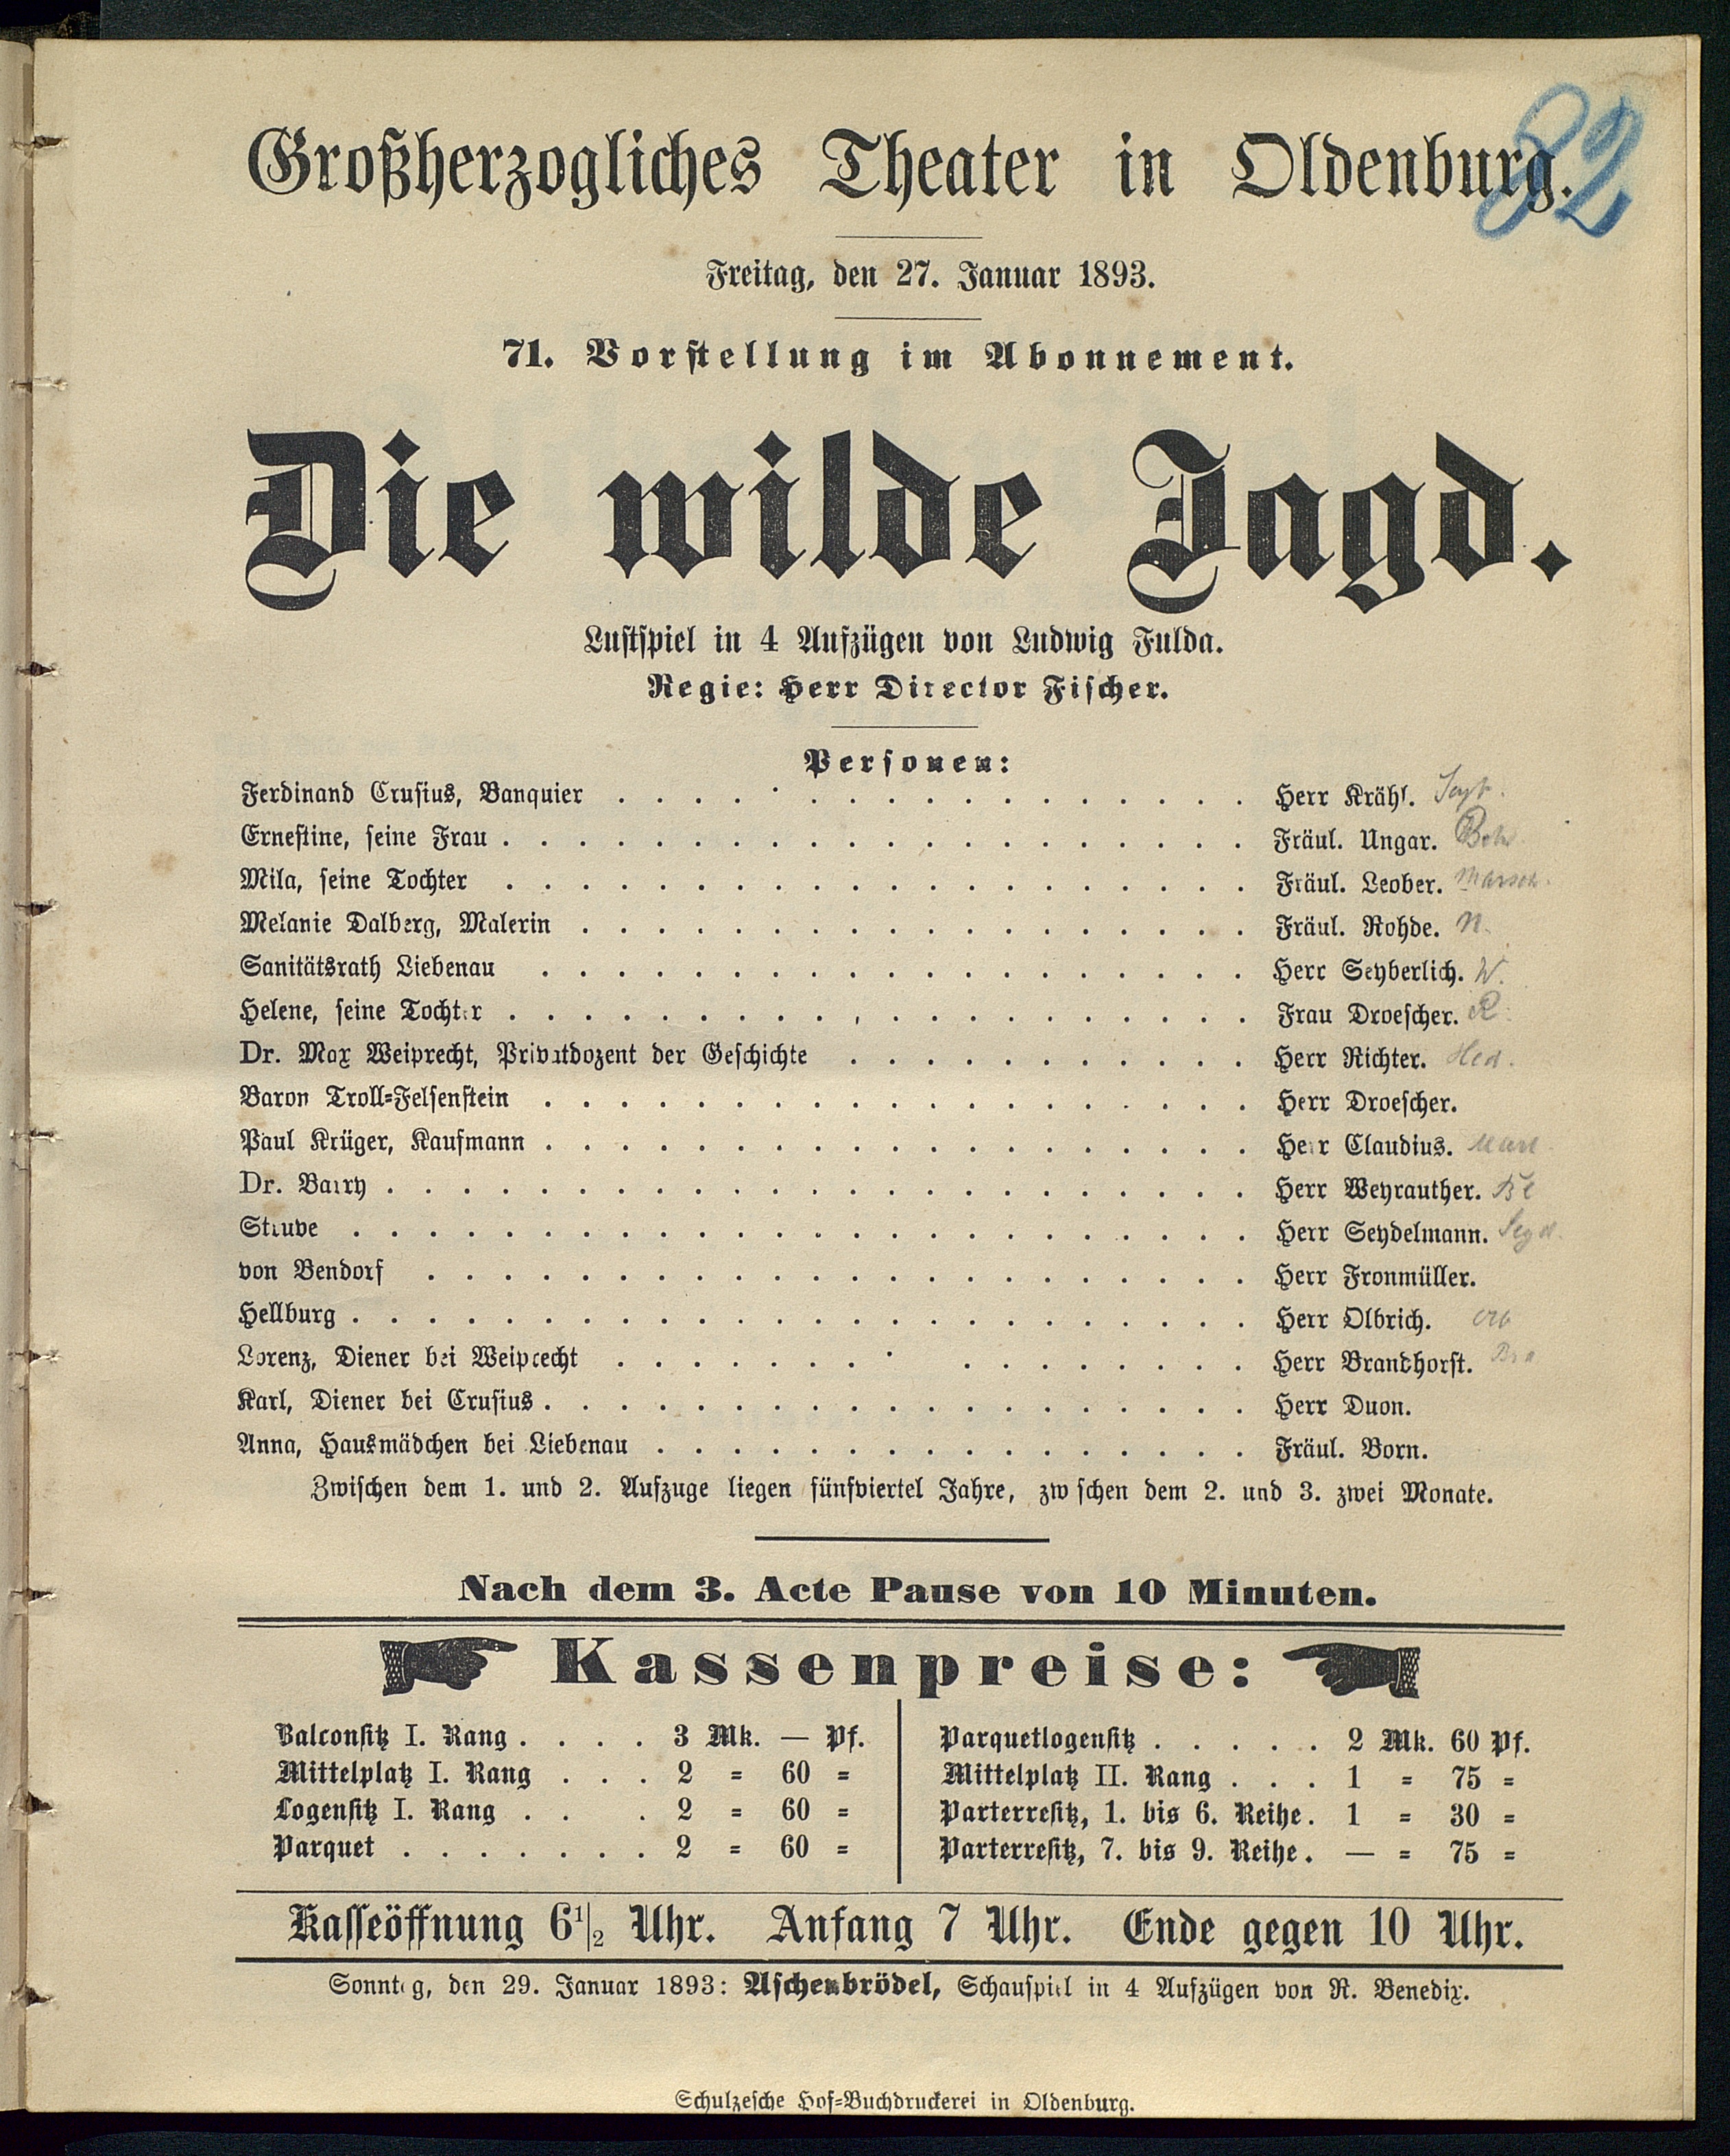 Großherzogliches Theater in Oldenburg.
82
Freitag, den 27. Januar 1893.
71. Vorstellung im Abonnement.
Die wilde Jagd.
Lustspiel in 4 Aufzügen von Ludwig Fulda.
Regie: Herr Director Fischer.
Personen:
Ferdinand Crusius, Banquier . . . . . . . . . . . . . . . . . Herr Krähl.
Ernestine, seine Frau . . . . . . . . . . . . . . . . . . . . Fräul. Ungar.
Mila, seine Tochter . . . . . . . . . . . . . . . . . . . . Fräul. Leober. Marsch.
Melanie Dalberg, Malerin . . . . . . . . . . . . . . . . . . Fräul. Rohde. N.
Sanitätsrath Liebenau . . . . . . . . . . . . . . . . . . . Herr Seyberlich. W.
Helene, seine Tochter . . . . . . . . . . . . . . . . . . . . Frau Droescher. R.
Dr. Max Weiprecht, Privatdozent der Geschichte . . . . . . . . . . . Herr Richter.
Baron Troll=Felsenstein . . . . . . . . . . . . . . . . . . . Herr Droescher.
Paul Krüger, Kaufmann . . . . . . . . . . . . . . . . . . . Herr Claudius.
Dr. Barry . . . . . . . . . . . . . . . . . . . . . . . Herr Weyrauther.
Struve . . . . . . . . . . . . . . . . . . . . . . . . Herr Seydelmann. Seyd.
von Bendorf . . . . . . . . . . . . . . . . . . . . . . Herr Fronmüller.
Hellburg . . . . . . . . . . . . . . . . . . . . . . . . Herr Olbrich.
Lorenz, Diener bei Weiprecht . . . . . . . . . . . . . . . . Herr Brandhorst. Bra
Karl, Diener bei Crusius . . . . . . . . . . . . . . . . . . . Herr Duon.
Anna, Hausmädchen bei Liebenau . . . . . . . . . . . . . . . . Fräul. Born.
Zwischen dem 1. und 2. Aufzuge liegen fünfviertel Jahre, zwischen dem 2. und 3. zwei Monate.
Nach dem 3. Acte Pause von 10 Minuten.
Kassenpreise:
Balconsitz I. Rang . . . . 3 Mk. — Pf.
Mittelplatz I. Rang . . . 2 = 60 =
Logensitz I. Rang . . . 2 = 60 =
Parquet . . . . . . . 2 = 60 =
Parquetlogensitz . . . . . 2 Mk. 60 Pf.
Mittelplatz II. Rang . . . 1 = 75 =
Parterresitz, 1. bis 6. Reihe. 1 = 30 =
Parterresitz, 7. bis 9. Reihe. — = 75 =
Kasseöffnung 6 1/2 Uhr. Anfang 7 Uhr. Ende gegen 10 Uhr.
Sonntag, den 29. Januar 1893: Aschenbrödel, Schauspiel in 4 Aufzügen von R. Benedix.
Schulzesche Hof=Buchdruckerei in Oldenburg.